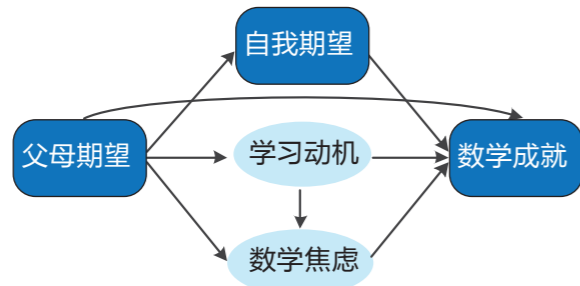 自我期望
父母期望
学习动机
数学成就
数学焦虑